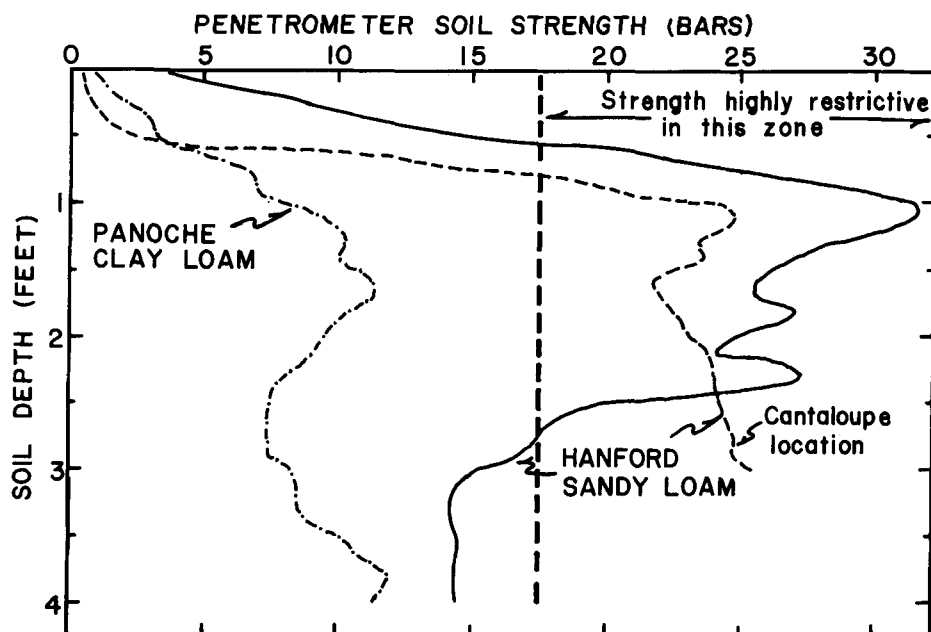 PENETROMETER SOIL STRENGTH (BARS)
0 5 10 15 20 25 30
Strength highly restrictive
in this zone
1
PANOCHE
CLAY LOAM
SOIL DEPTH (FEET)
2
Cantaloupe
location
3
HANFORD
SANDY LOAM
4